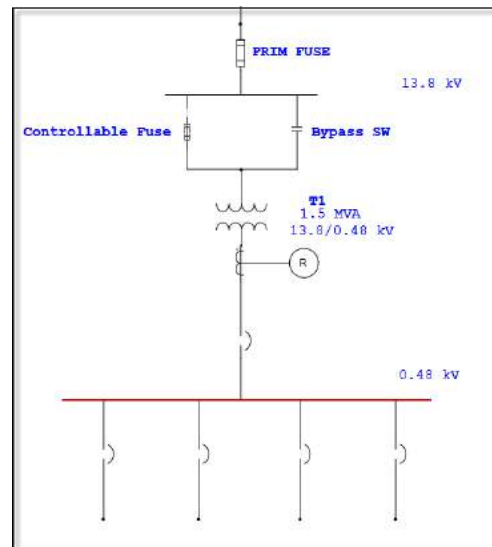 PRIM FUSE
13.8 kV
Controllable Fuse
Bypass SW
T1
1.5 MVA
13.8/0.48 kV
R
0.48 kV